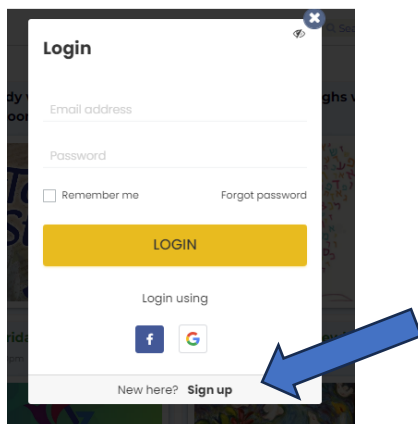 Login
Email address
Password
Remember me
Forgot password
LOGIN
Login using
f G
New here? Sign up